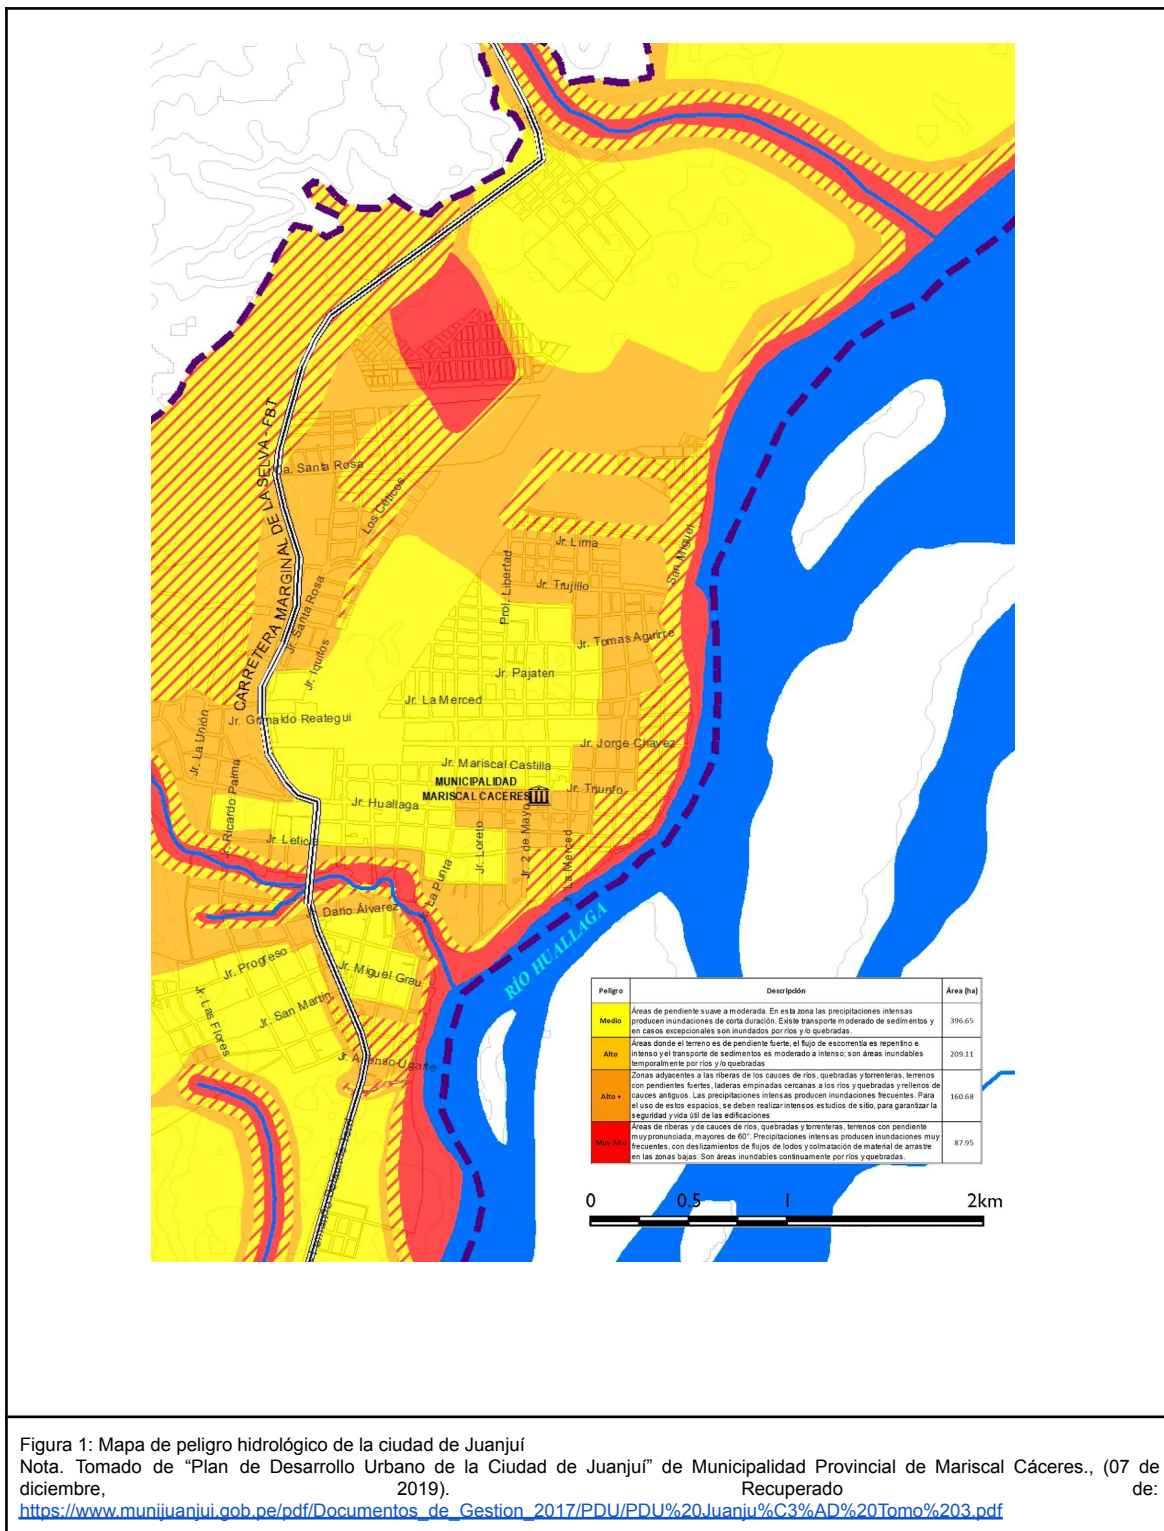 CARRETERA MARGINAL DE LA SELVA - FBT
Santa Rosa
Los Céticos
Jr. Lima
San Miguel
Prol. Libertad
Jr. Trujillo
Jr. Santa Rosa
Jr. Iquitos
Jr. Tomas Aguirre
Jr. Pajaten
Jr. La Merced
Jr. La Unión
Jr. Grimaldo Reategui
Jr. Jorge Chavez
Jr. Mariscal Castilla
MUNICIPALIDAD
MARISCAL CACERES
Jr. Triunfo
Jr. Huallaga
Jr. Ricardo Palma
Jr. Leticia
Jr. Loreto
Jr. 2 de Mayo
Jr. La Merced
Jr. La Punta
Jr. Dario Álvarez
RÍO HUALLAGA
Jr. Progreso
Jr. Miguel Grau
Jr. San Martin
Jr. Las Flores
Jr. Alfonso Ugarte
Peligro Descripción Área (ha)
Medio Áreas de pendiente suave a moderada. En esta zona las precipitaciones intensas
producen inundaciones de corta duración. Existe transporte moderado de sedimentos y
en casos excepcionales son inundados por ríos y/o quebradas. 396.65
Alto Áreas donde el terreno es de pendiente fuerte, el flujo de escorrentía es repentino e
intenso y el transporte de sedimentos es moderado a intenso; son áreas inundables
temporalmente por ríos y/o quebradas 209.11
Alto + Zonas adyacentes a las riberas de los cauces de ríos, quebradas y torrenteras, terrenos
con pendientes fuertes, laderas empinadas cercanas a los ríos y quebradas y rellenos de
cauces antiguos. Las precipitaciones intensas producen inundaciones frecuentes. Para
el uso de estos espacios, se deben realizar intensos estudios de sitio, para garantizar la
seguridad y vida útil de las edificaciones 160.68
Muy Alto Áreas de riberas y de cauces de ríos, quebradas y torrenteras, terrenos con pendiente
muy pronunciada, mayores de 60°. Precipitaciones intensas producen inundaciones muy
frecuentes, con deslizamientos de flujos de lodos y colmatación de material de arrastre
en las zonas bajas. Son áreas inundables continuamente por ríos y quebradas. 87.95
0 0.5 1 2km
Figura 1: Mapa de peligro hidrológico de la ciudad de Juanjuí
Nota. Tomado de “Plan de Desarrollo Urbano de la Ciudad de Juanjuí” de Municipalidad Provincial de Mariscal Cáceres., (07 de
diciembre, 2019). Recuperado de:
https://www.munijuanjui.gob.pe/pdf/Documentos_de_Gestion_2017/PDU/PDU%20Juanju%C3%AD%20Tomo%203.pdf